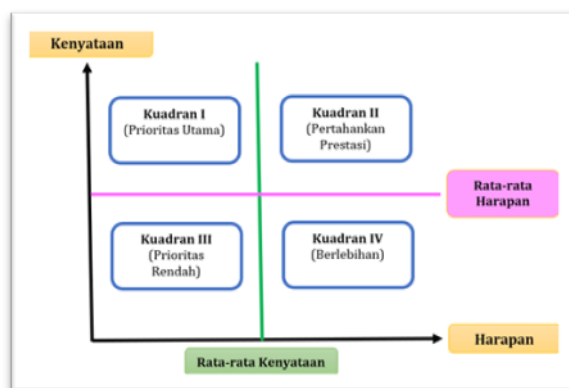 Kenyataan
Kuadran I
(Prioritas Utama)
Kuadran II
(Pertahankan
Prestasi)
Rata-rata
Harapan
Kuadran III
(Prioritas
Rendah)
Kuadran IV
(Berlebihan)
Harapan
Rata-rata Kenyataan